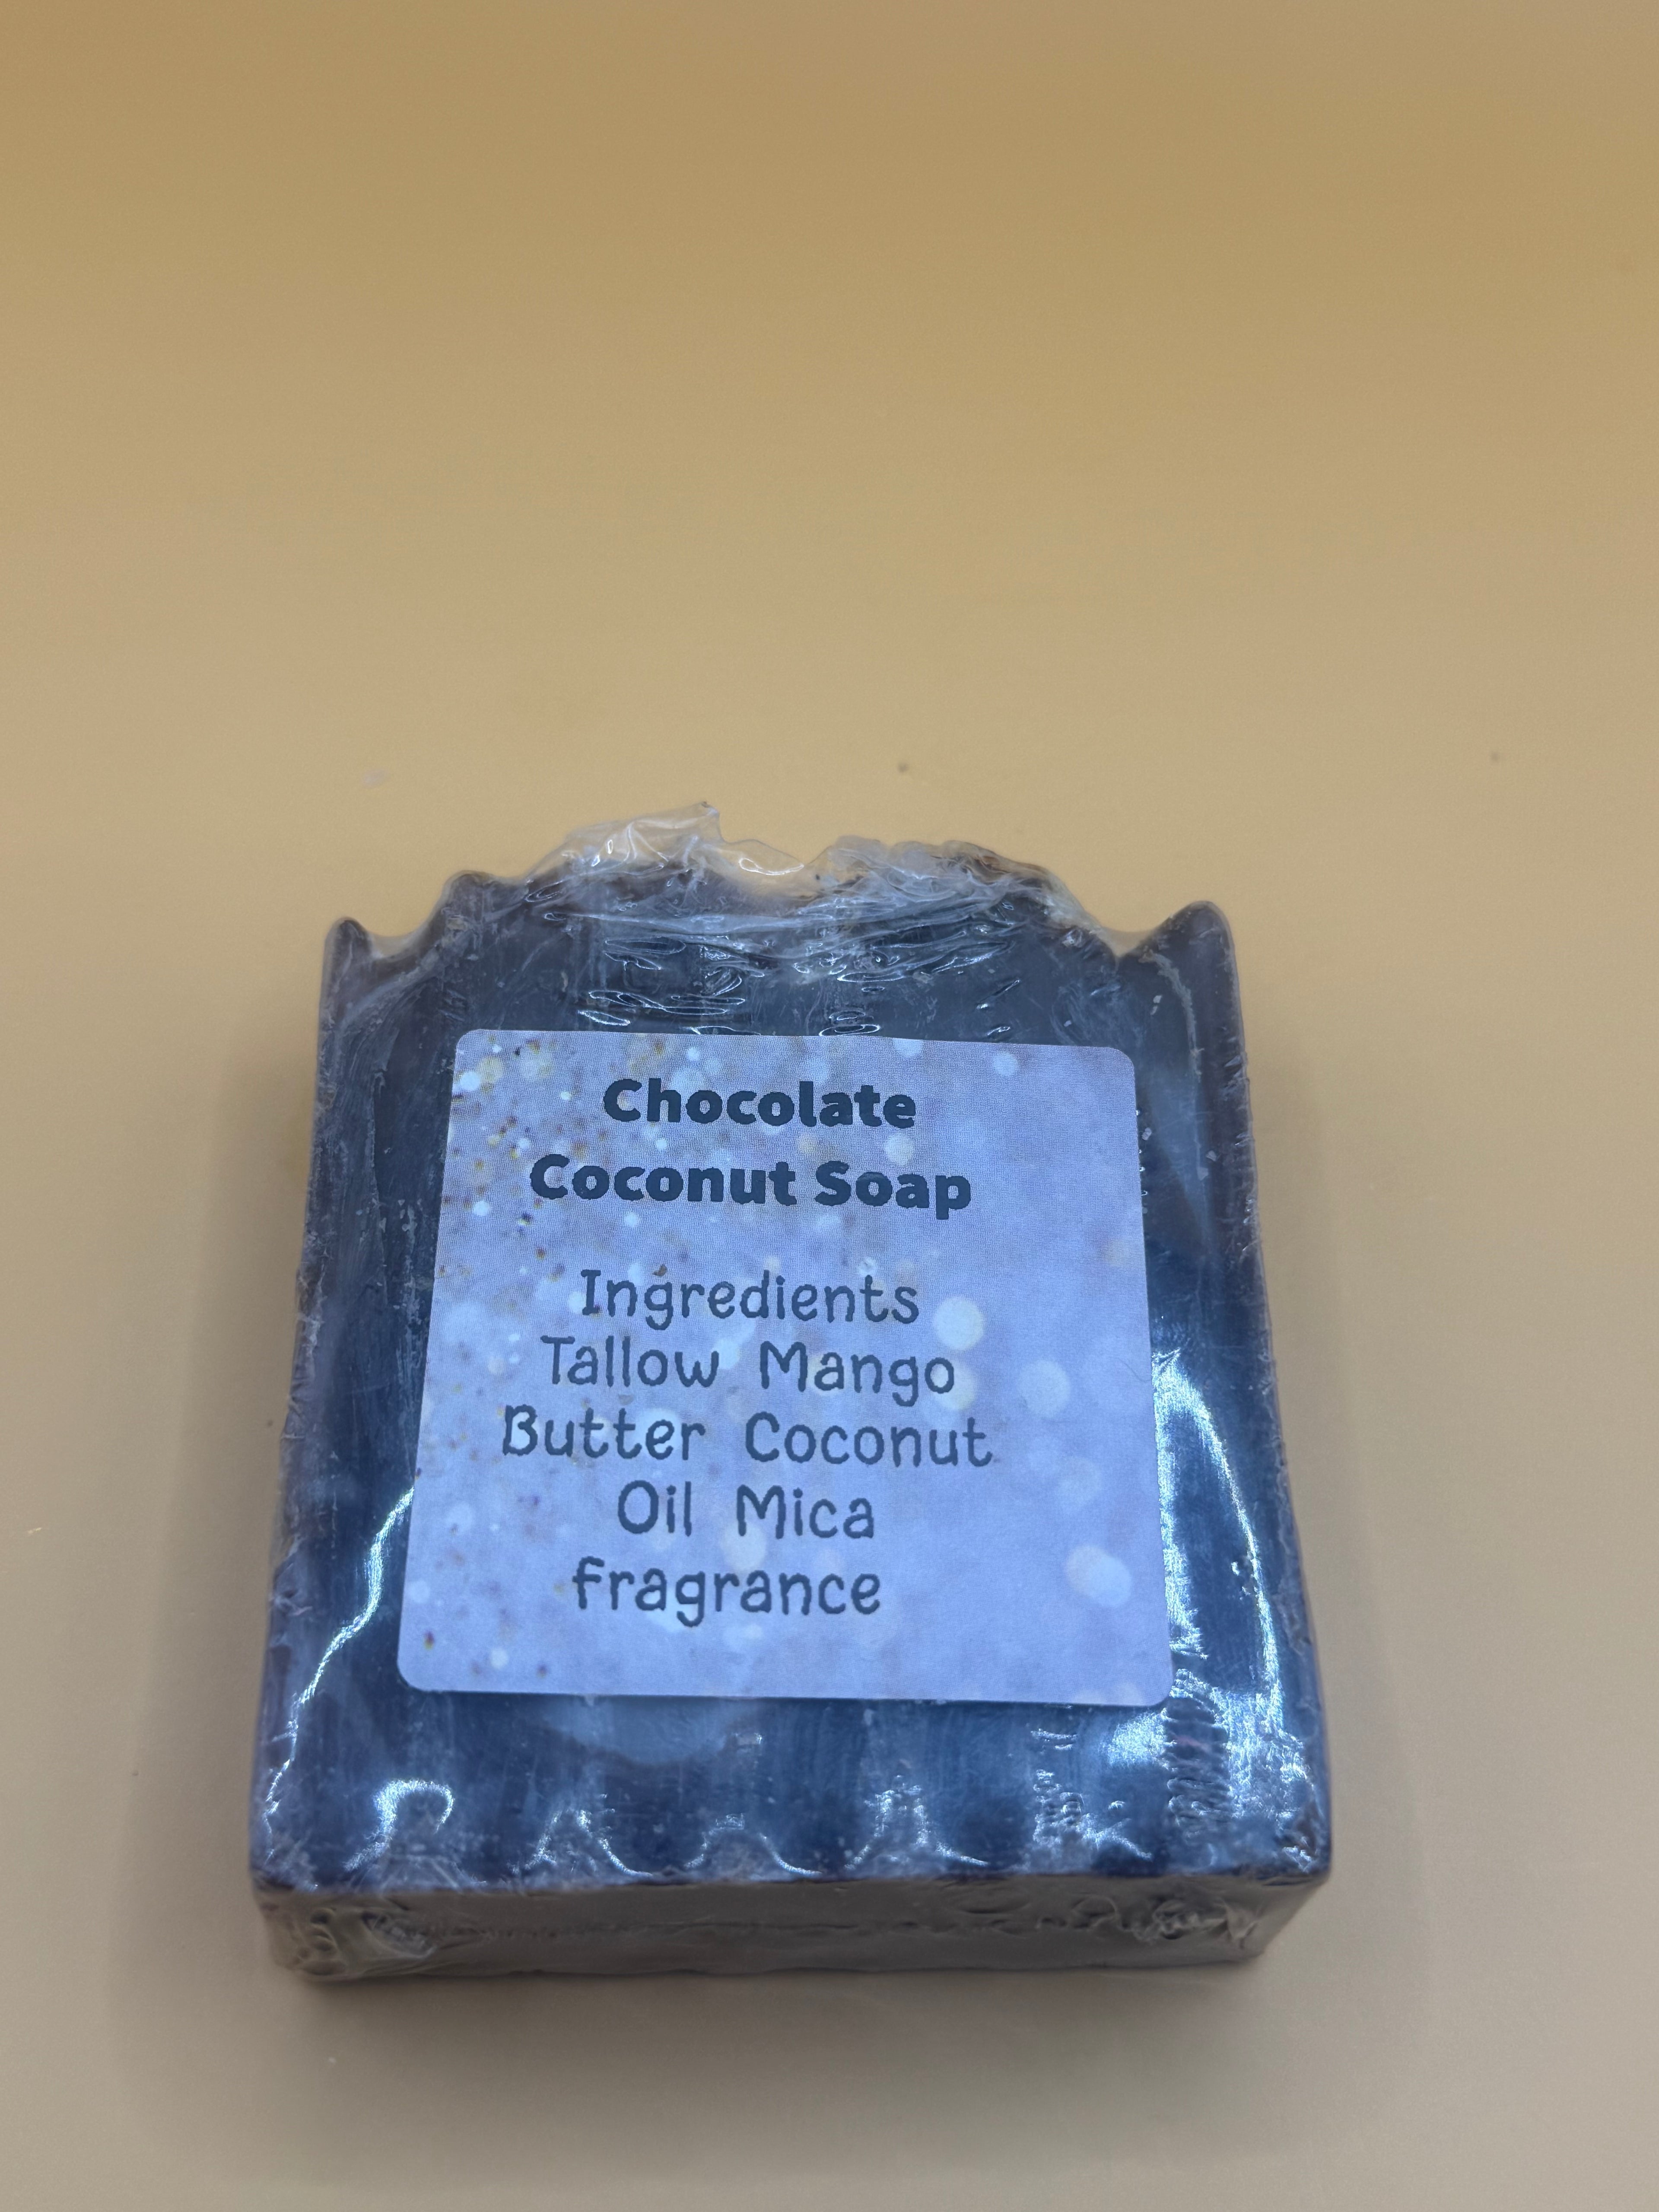 Chocolate
Coconut Soap
Ingredients
Tallow Mango
Butter Coconut
Oil Mica
fragrance